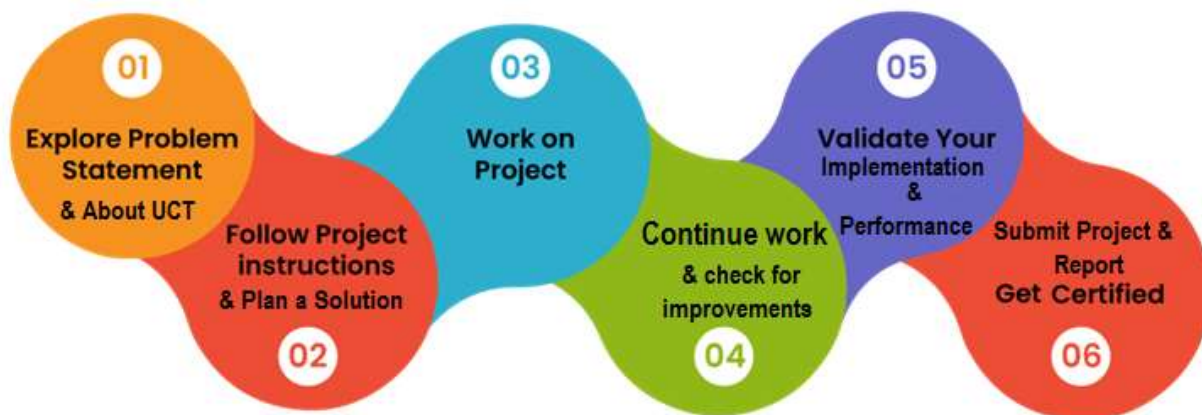 01
Explore Problem
Statement
& About UCT
Follow Project
instructions
& Plan a Solution
02
03
Work on
Project
Continue work
& check for
improvements
04
05
Validate Your
Implementation
&
Performance
Submit Project &
Report
Get Certified
06